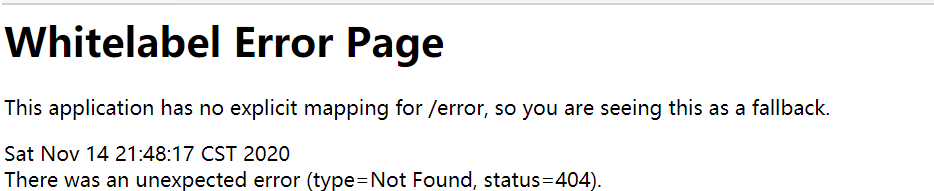 Whitelabel Error Page
This application has no explicit mapping for /error, so you are seeing this as a fallback.
Sat Nov 14 21:48:17 CST 2020
There was an unexpected error (type=Not Found, status=404).